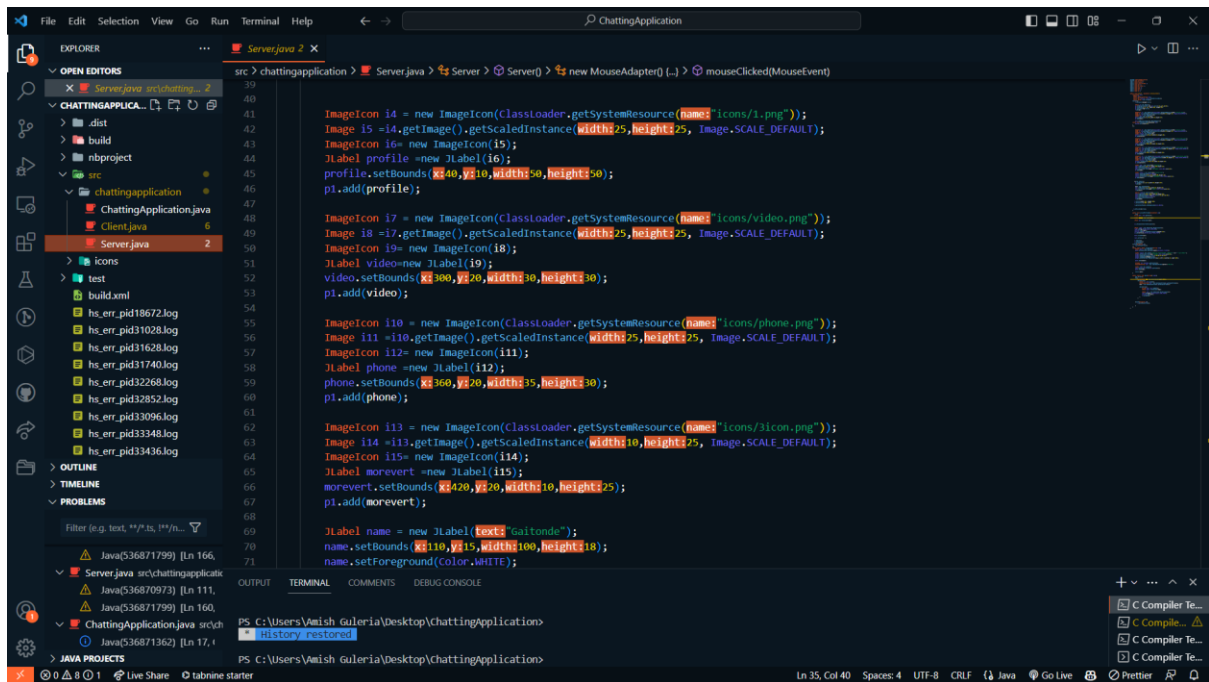 File Edit Selection View Go Run Terminal Help
ChattingApplication
EXPLORER
Server.java 2
OPEN EDITORS
Server.java src\chatting... 2
CHATTINGAPPLICA...
.dist
build
nbproject
src
chattingapplication
ChattingApplication.java
Client.java 6
Server.java 2
icons
test
build.xml
hs_err_pid18672.log
hs_err_pid31028.log
hs_err_pid31628.log
hs_err_pid31740.log
hs_err_pid32268.log
hs_err_pid32852.log
hs_err_pid33096.log
hs_err_pid33348.log
hs_err_pid33436.log
OUTLINE
TIMELINE
PROBLEMS
Filter (e.g. text, **/*.ts, !**/n...
Java(536871799) [Ln 166,
Server.java src\chattingapplicatic
Java(536870973) [Ln 111,
Java(536871799) [Ln 160,
ChattingApplication.java src\ch
Java(536871362) [Ln 17,
JAVA PROJECTS
src > chattingapplication > Server.java > Server > Server() > new MouseAdapter() {...} > mouseClicked(MouseEvent)
39
40
41 ImageIcon i4 = new ImageIcon(ClassLoader.getSystemResource(name:"icons/1.png"));
42 Image i5 =i4.getImage().getScaledInstance(width:25,height:25, Image.SCALE_DEFAULT);
43 ImageIcon i6= new ImageIcon(i5);
44 JLabel profile =new JLabel(i6);
45 profile.setBounds(x:40,y:10,width:50,height:50);
46 p1.add(profile);
47
48 ImageIcon i7 = new ImageIcon(ClassLoader.getSystemResource(name:"icons/video.png"));
49 Image i8 =i7.getImage().getScaledInstance(width:25,height:25, Image.SCALE_DEFAULT);
50 ImageIcon i9= new ImageIcon(i8);
51 JLabel video=new JLabel(i9);
52 video.setBounds(x:300,y:20,width:30,height:30);
53 p1.add(video);
54
55 ImageIcon i10 = new ImageIcon(ClassLoader.getSystemResource(name:"icons/phone.png"));
56 Image i11 =i10.getImage().getScaledInstance(width:25,height:25, Image.SCALE_DEFAULT);
57 ImageIcon i12= new ImageIcon(i11);
58 JLabel phone =new JLabel(i12);
59 phone.setBounds(x:360,y:20,width:35,height:30);
60 p1.add(phone);
61
62 ImageIcon i13 = new ImageIcon(ClassLoader.getSystemResource(name:"icons/3icon.png"));
63 Image i14 =i13.getImage().getScaledInstance(width:10,height:25, Image.SCALE_DEFAULT);
64 ImageIcon i15= new ImageIcon(i14);
65 JLabel morevert =new JLabel(i15);
66 morevert.setBounds(x:420,y:20,width:10,height:25);
67 p1.add(morevert);
68
69 JLabel name = new JLabel(text:"Gaitonde");
70 name.setBounds(x:110,y:15,width:100,height:18);
71 name.setForeground(Color.WHITE);
OUTPUT TERMINAL COMMENTS DEBUG CONSOLE
PS C:\Users\Amish Guleria\Desktop\ChattingApplication>
* History restored
PS C:\Users\Amish Guleria\Desktop\ChattingApplication>
C Compiler Te...
C Compile...
C Compiler Te...
C Compiler Te...
0 8 1 Live Share tabnine starter Ln 35, Col 40 Spaces: 4 UTF-8 CRLF Java Go Live Prettier